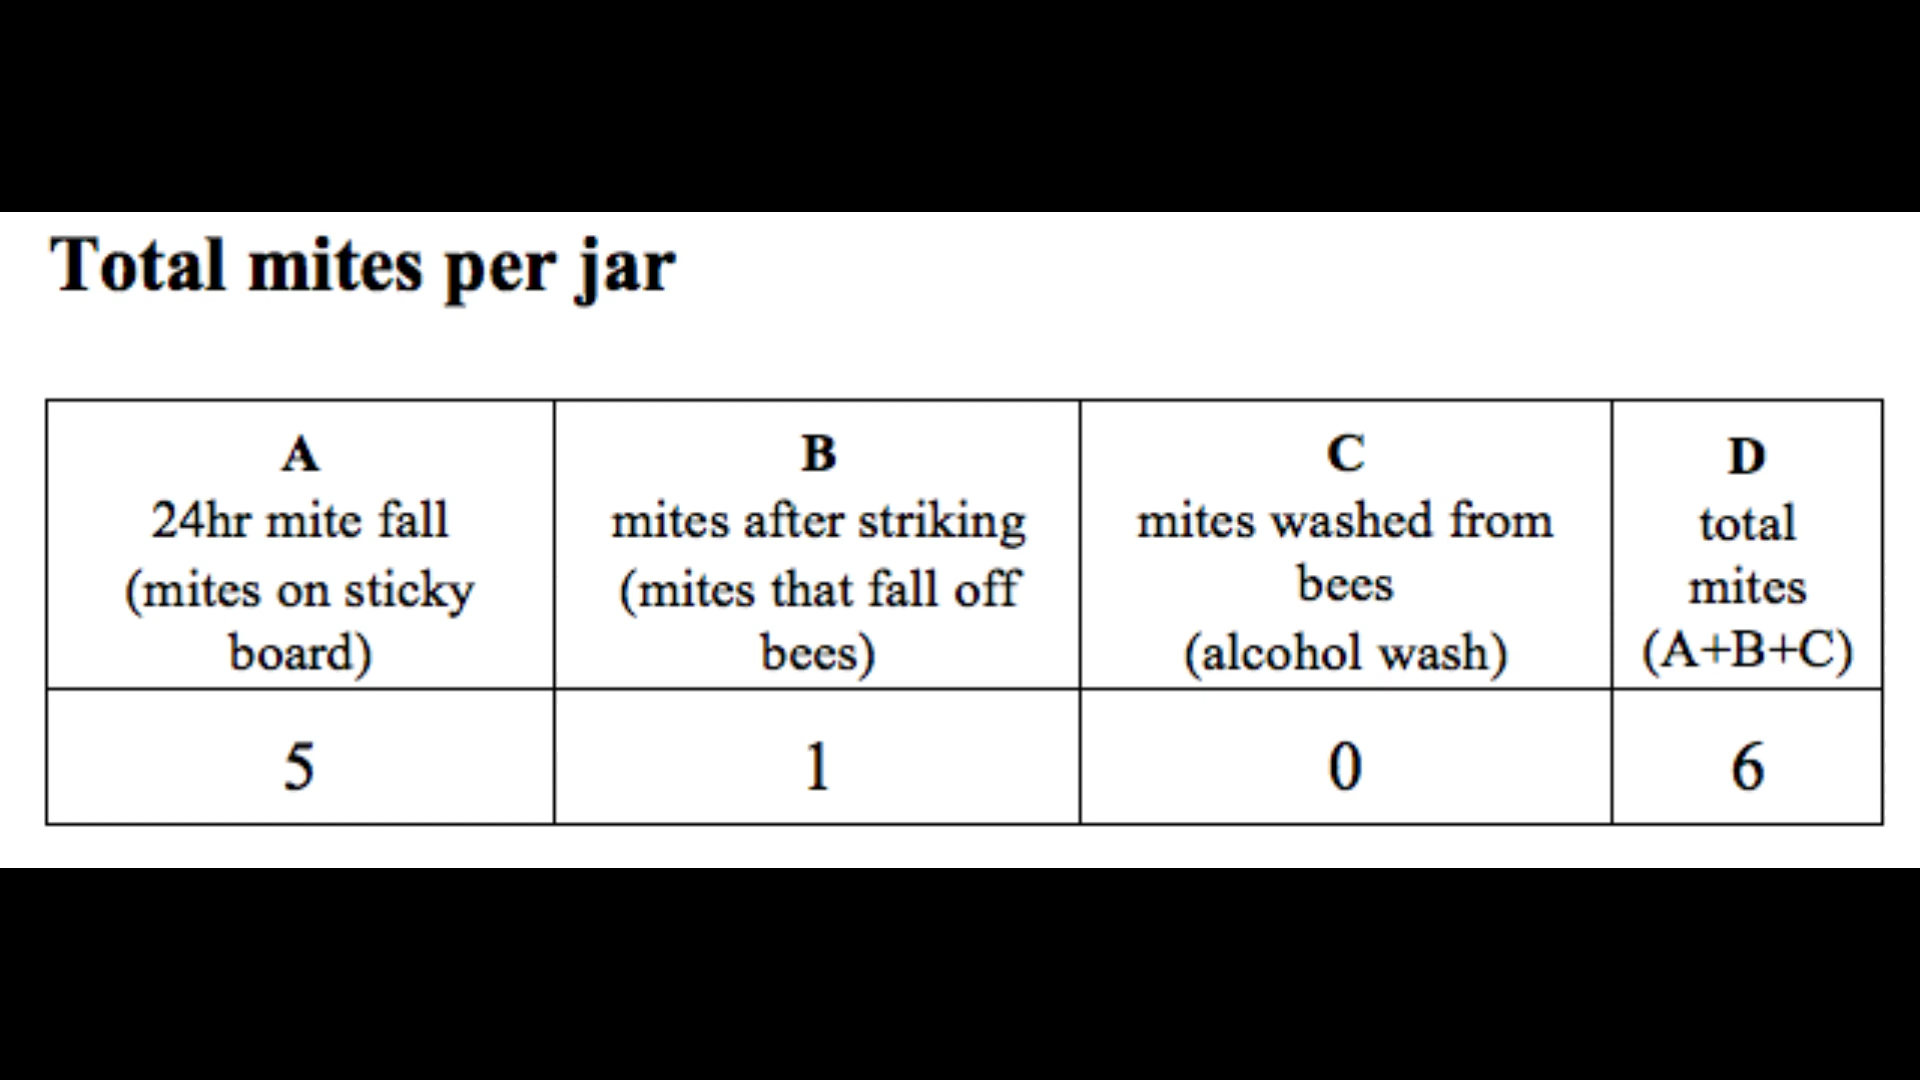 Total mites per jar
A
24hr mite fall
(mites on sticky
board)
B
mites after striking
(mites that fall off
bees)
C
mites washed from
bees
(alcohol wash)
D
total
mites
(A+B+C)
5
1
0
6